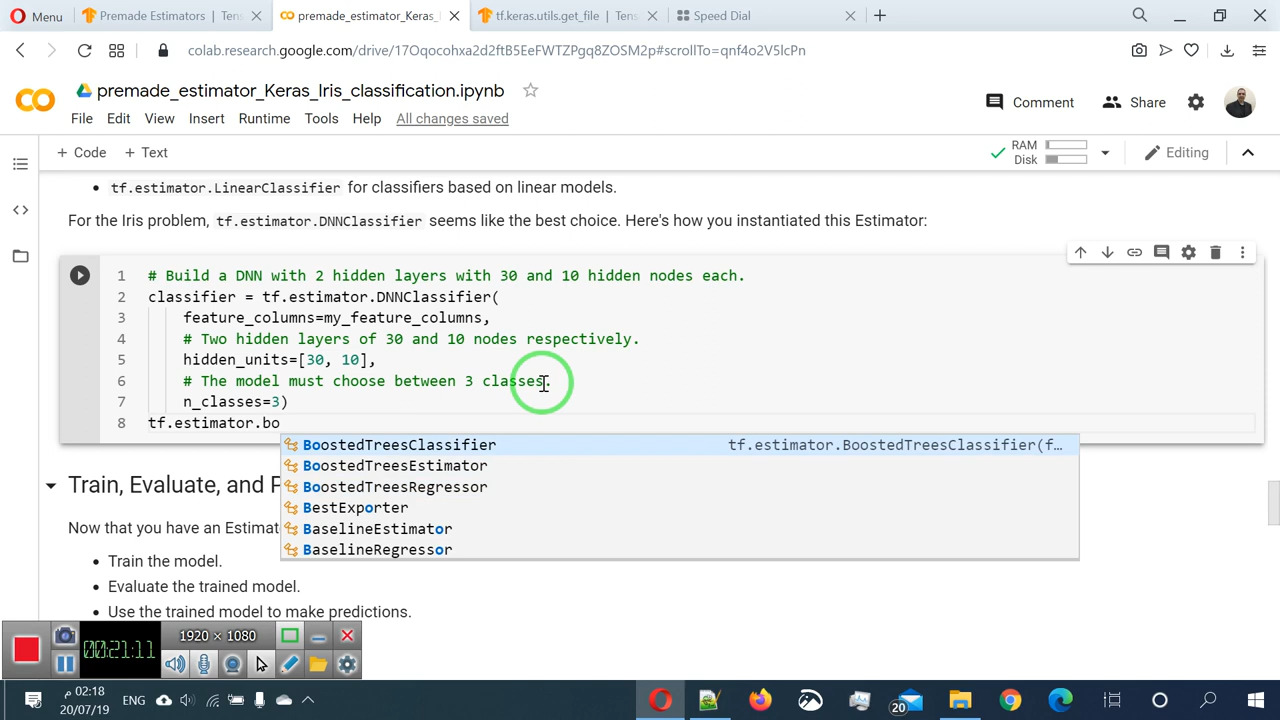 Menu
Premade Estimators | Tens
premade_estimator_Keras_I
tf.keras.utils.get_file | Tens
Speed Dial
colab.research.google.com/drive/17Oqocohxa2d2ftB5EeFWTZPgq8ZOSM2p#scrollTo=qnf4o2V5lcPn
premade_estimator_Keras_Iris_classification.ipynb
Comment
Share
File Edit View Insert Runtime Tools Help All changes saved
+ Code + Text
RAM
Disk
Editing
• tf.estimator.LinearClassifier for classifiers based on linear models.
For the Iris problem, tf.estimator.DNNClassifier seems like the best choice. Here's how you instantiated this Estimator:
1 # Build a DNN with 2 hidden layers with 30 and 10 hidden nodes each.
2 classifier = tf.estimator.DNNClassifier(
3 feature_columns=my_feature_columns,
4 # Two hidden layers of 30 and 10 nodes respectively.
5 hidden_units=[30, 10],
6 # The model must choose between 3 classes.
7 n_classes=3)
8 tf.estimator.bo
BoostedTreesClassifier tf.estimator.BoostedTreesClassifier(f…
BoostedTreesEstimator
BoostedTreesRegressor
BestExporter
BaselineEstimator
BaselineRegressor
Train, Evaluate, and P
Now that you have an Estimat
• Train the model.
• Evaluate the trained model.
• Use the trained model to make predictions.
1920 × 1080
00:21:11
02:18 م
20/07/19
ENG
20